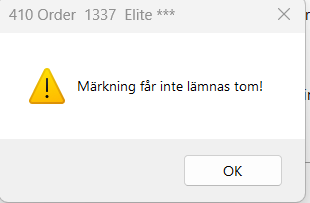 410 Order 1337 Elite ***
Märkning får inte lämnas tom!
OK